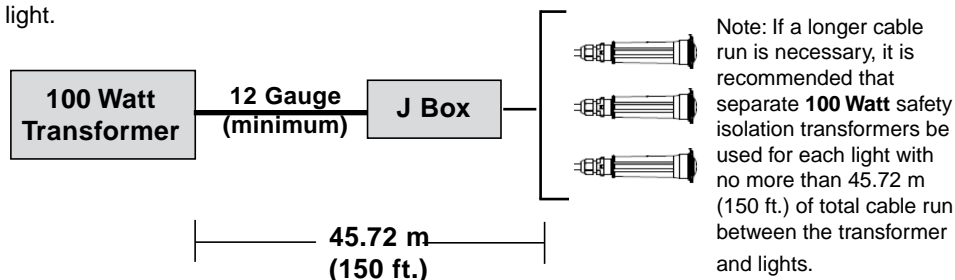 light.
100 Watt
Transformer
12 Gauge
(minimum)
J Box
45.72 m
(150 ft.)
Note: If a longer cable
run is necessary, it is
recommended that
separate 100 Watt safety
isolation transformers be
used for each light with
no more than 45.72 m
(150 ft.) of total cable run
between the transformer
and lights.